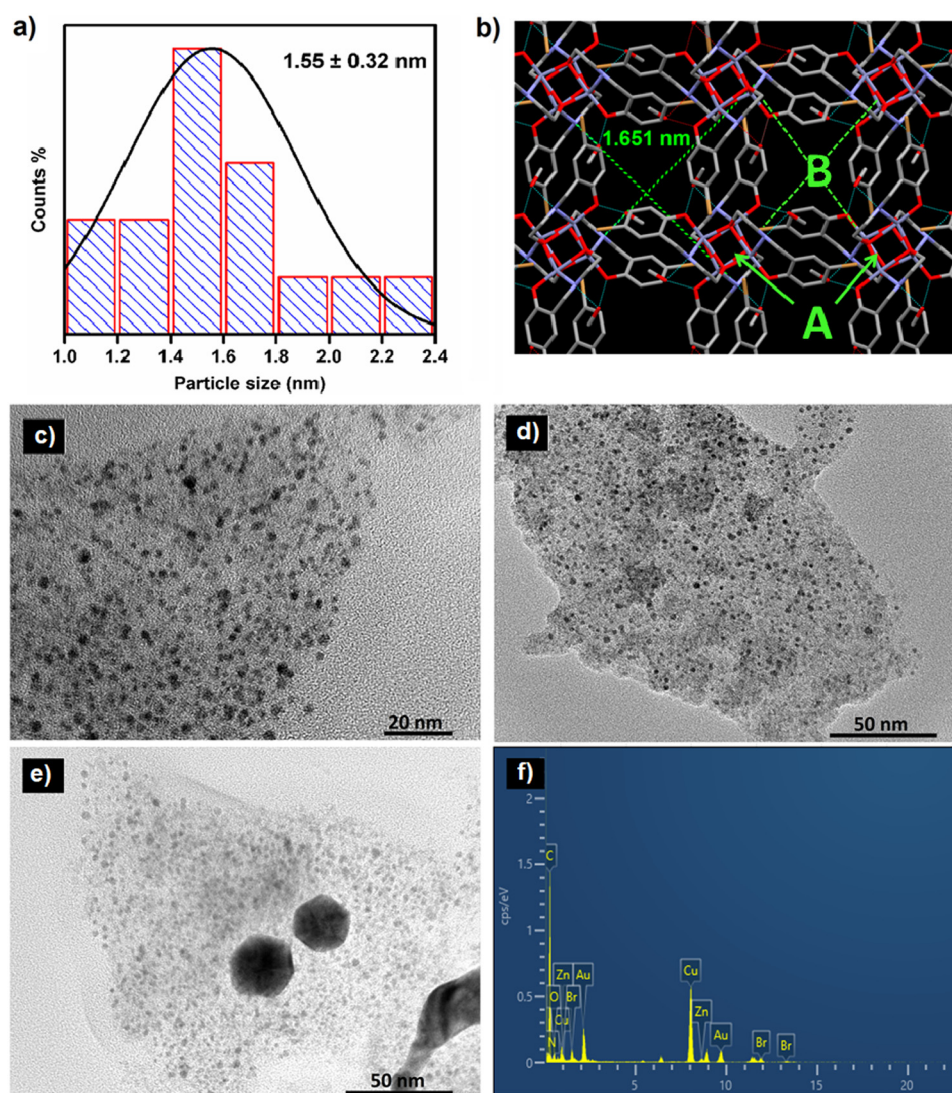 a)
1.55 ± 0.32 nm
Counts %
1.0 1.2 1.4 1.6 1.8 2.0 2.2 2.4
Particle size (nm)
b)
1.651 nm
B
A
c)
20 nm
d)
50 nm
e)
50 nm
f)
cps/eV
2
1.5
1
0.5
0
C
Zn Au
O Br
Cu
N
Cu
Zn
Au
Br Br
5 10 15 20